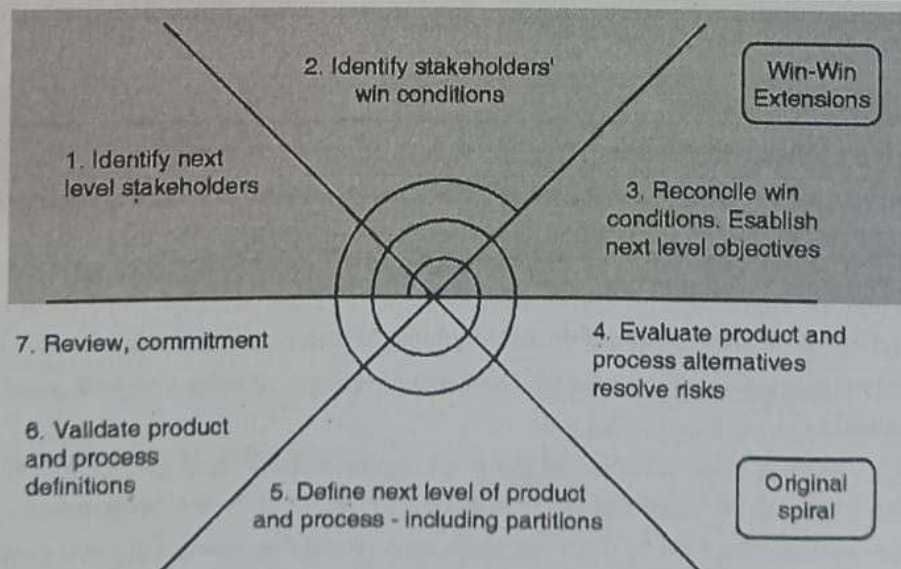 2. Identify stakeholders'
win conditions
Win-Win
Extensions
1. Identify next
level stakeholders
3. Reconcile win
conditions. Esablish
next level objectives
7. Review, commitment
4. Evaluate product and
process alternatives
resolve risks
6. Validate product
and process
definitions
5. Define next level of product
and process - including partitions
Original
spiral